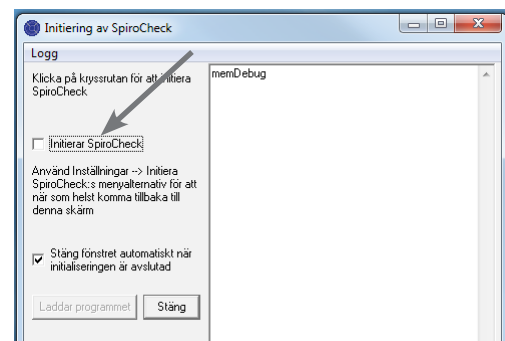 Initiering av SpiroCheck
Logg
Klicka på kryssrutan för att initiera
SpiroCheck
memDebug
Initierar SpiroCheck
Använd Inställningar --> Initiera
SpiroCheck:s menyalternativ för att
när som helst komma tillbaka till
denna skärm
Stäng fönstret automatiskt när
initialiseringen är avslutad
Laddar programmet
Stäng